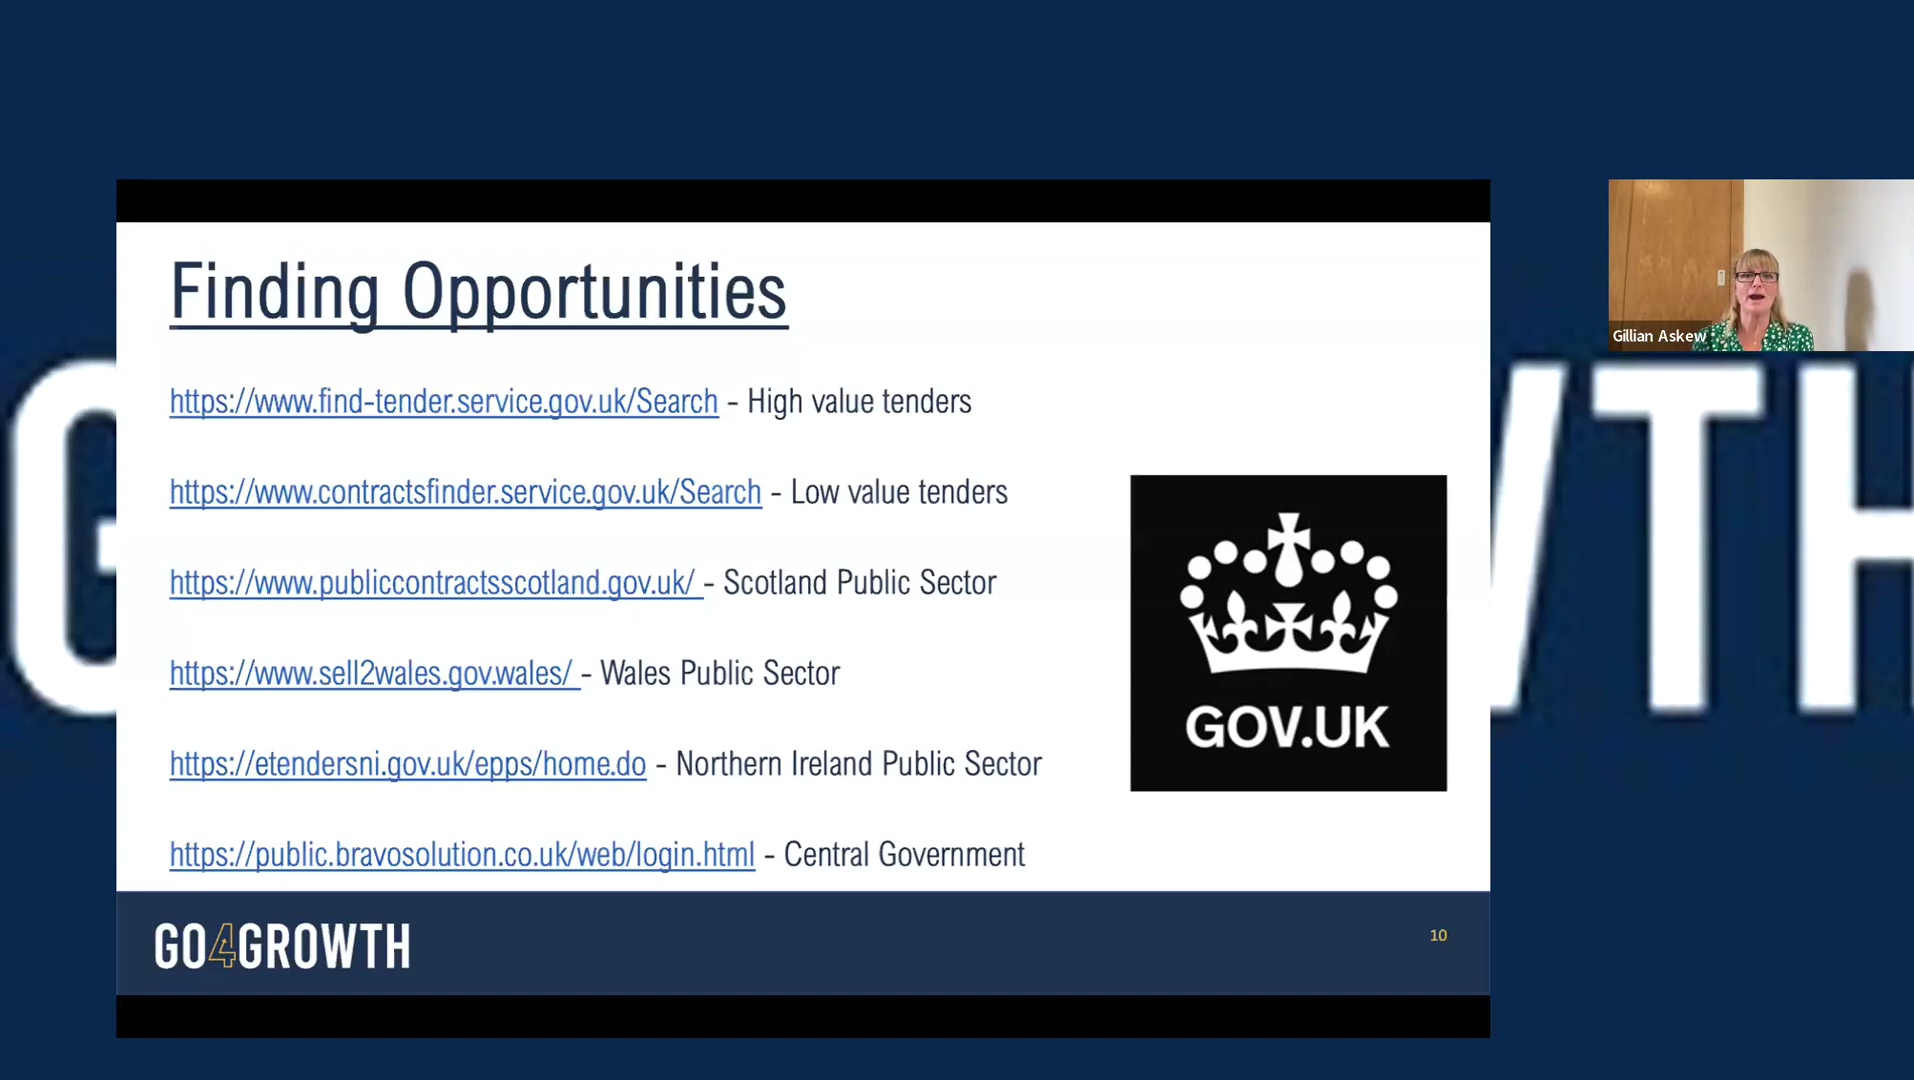 Finding Opportunities
https://www.find-tender.service.gov.uk/Search - High value tenders
https://www.contractsfinder.service.gov.uk/Search - Low value tenders
https://www.publiccontractsscotland.gov.uk/ - Scotland Public Sector
https://www.sell2wales.gov.wales/ - Wales Public Sector
https://etendersni.gov.uk/epps/home.do - Northern Ireland Public Sector
https://public.bravosolution.co.uk/web/login.html - Central Government
GOV.UK
GO4GROWTH
10
Gillian Askew
G
WTH